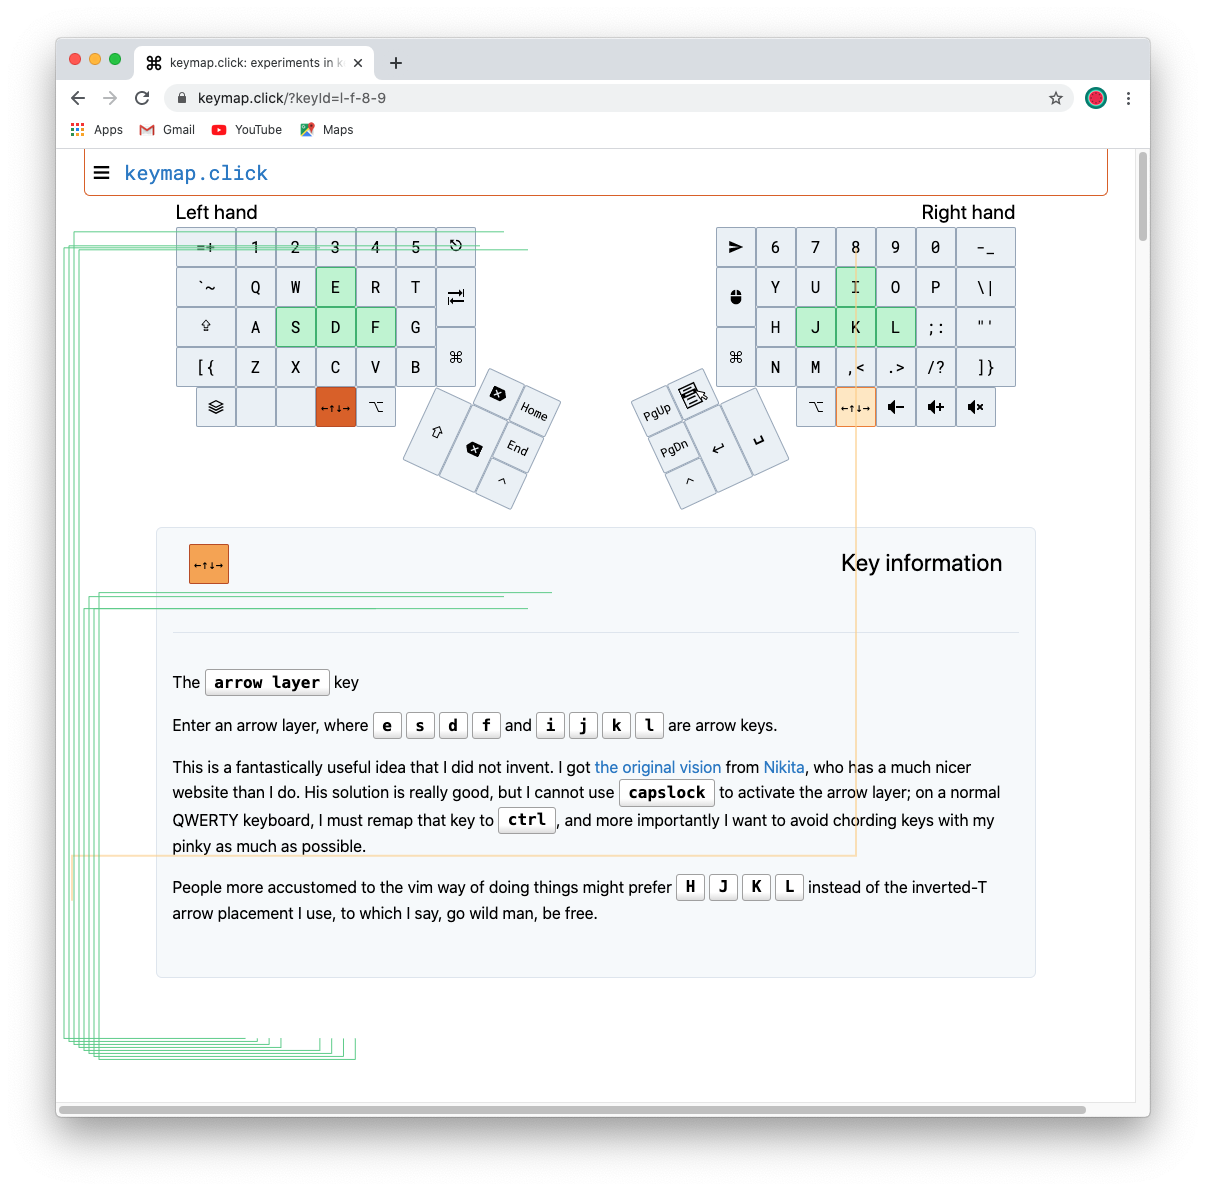 keymap.click: experiments in k
keymap.click/?keyId=l-f-8-9
Apps Gmail YouTube Maps
keymap.click
Left hand Right hand
=+ 1 2 3 4 5 6 7 8 9 0 -_
`~ Q W E R T Y U I O P \|
A S D F G H J K L ;: "'
[{ Z X C V B N M ,< .> /? ]}
←↑↓→ ⌥ ⌥ ←↑↓→
Home PgUp
End PgDn
^ ^
←↑↓→ Key information
The arrow layer key
Enter an arrow layer, where e s d f and i j k l are arrow keys.
This is a fantastically useful idea that I did not invent. I got the original vision from Nikita, who has a much nicer
website than I do. His solution is really good, but I cannot use capslock to activate the arrow layer; on a normal
QWERTY keyboard, I must remap that key to ctrl, and more importantly I want to avoid chording keys with my
pinky as much as possible.
People more accustomed to the vim way of doing things might prefer H J K L instead of the inverted-T
arrow placement I use, to which I say, go wild man, be free.